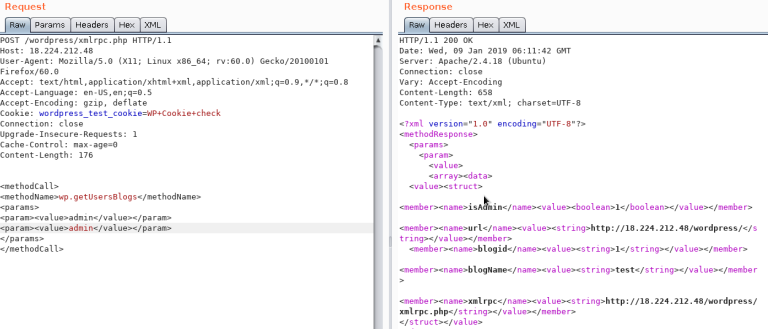 Request
Raw Params Headers Hex XML
POST /wordpress/xmlrpc.php HTTP/1.1
Host: 18.224.212.48
User-Agent: Mozilla/5.0 (X11; Linux x86_64; rv:60.0) Gecko/20100101
Firefox/60.0
Accept: text/html,application/xhtml+xml,application/xml;q=0.9,*/*;q=0.8
Accept-Language: en-US,en;q=0.5
Accept-Encoding: gzip, deflate
Cookie: wordpress_test_cookie=WP+Cookie+check
Connection: close
Upgrade-Insecure-Requests: 1
Cache-Control: max-age=0
Content-Length: 176
<methodCall>
<methodName>wp.getUsersBlogs</methodName>
<params>
<param><value>admin</value></param>
<param><value>admin</value></param>
</params>
</methodCall>
Response
Raw Headers Hex XML
HTTP/1.1 200 OK
Date: Wed, 09 Jan 2019 06:11:42 GMT
Server: Apache/2.4.18 (Ubuntu)
Connection: close
Vary: Accept-Encoding
Content-Length: 658
Content-Type: text/xml; charset=UTF-8
<?xml version="1.0" encoding="UTF-8"?>
<methodResponse>
<params>
<param>
<value>
<array><data>
<value><struct>
<member><name>isAdmin</name><value><boolean>1</boolean></value></member>
<member><name>url</name><value><string>http://18.224.212.48/wordpress/</s
tring></value></member>
<member><name>blogid</name><value><string>1</string></value></member>
<member><name>blogName</name><value><string>test</string></value></member
>
<member><name>xmlrpc</name><value><string>http://18.224.212.48/wordpress/
xmlrpc.php</string></value></member>
</struct></value>